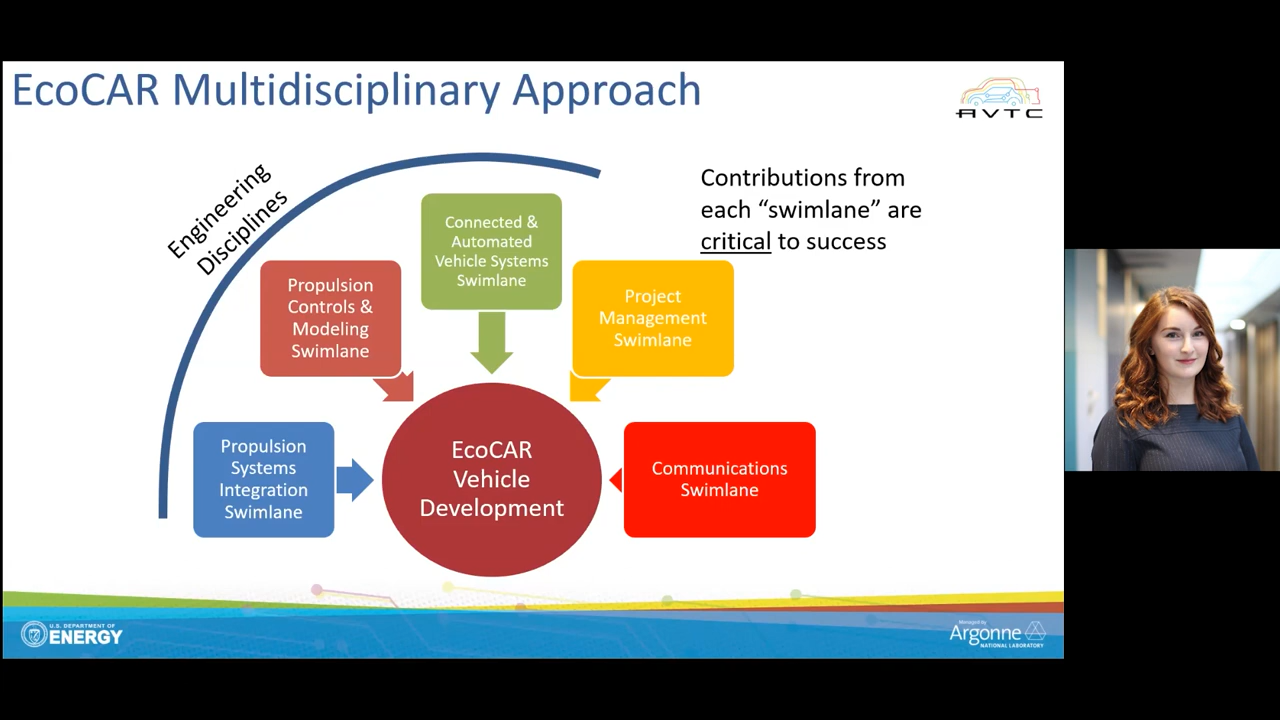 EcoCAR Multidisciplinary Approach
AVTC
Engineering
Disciplines
Contributions from
each “swimlane” are
critical to success
Connected &
Automated
Vehicle Systems
Swimlane
Propulsion
Controls &
Modeling
Swimlane
Project
Management
Swimlane
Propulsion
Systems
Integration
Swimlane
EcoCAR
Vehicle
Development
Communications
Swimlane
U.S. DEPARTMENT OF
ENERGY
Managed by
Argonne
NATIONAL LABORATORY